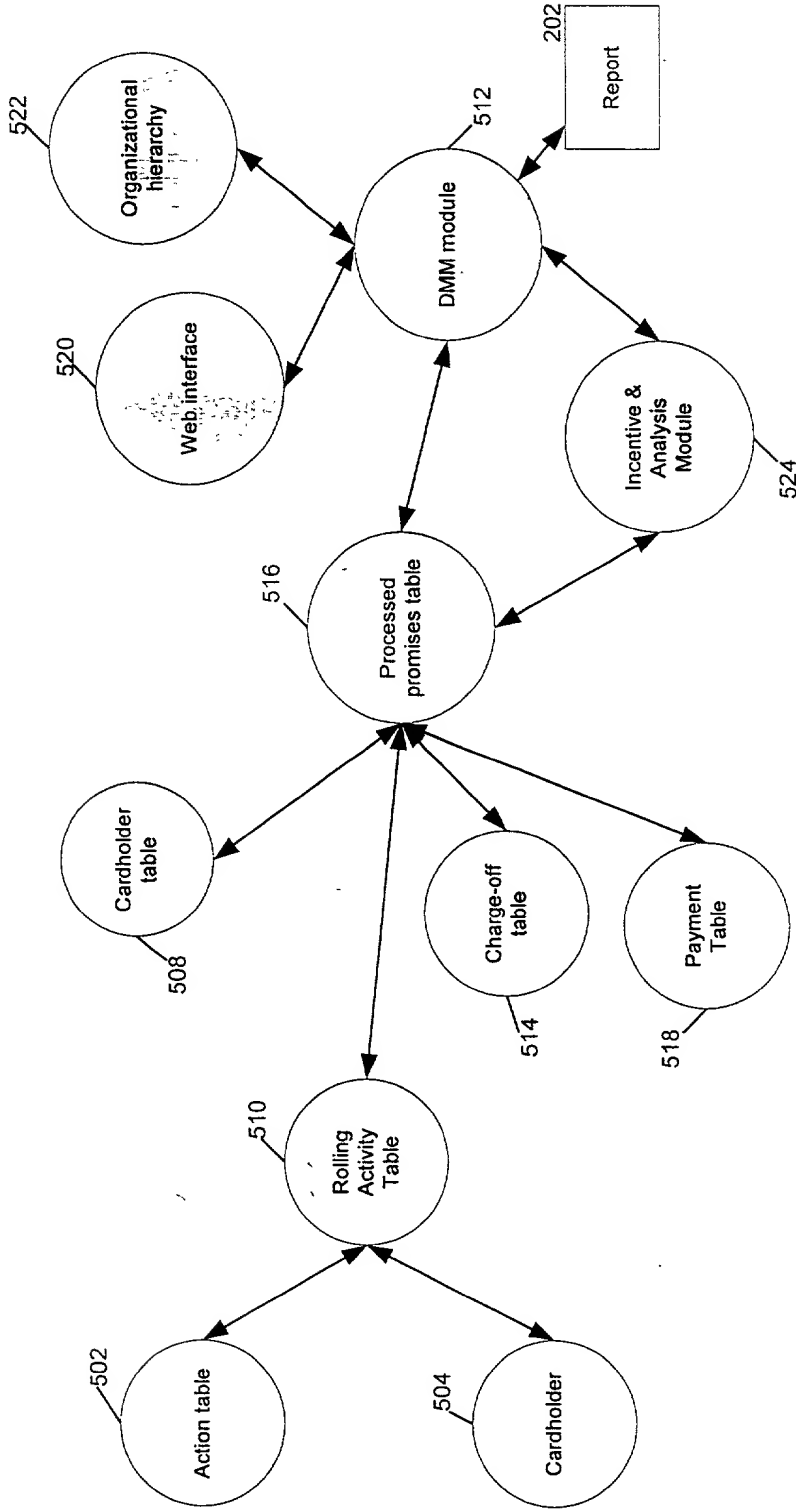 502
Action table
504
Cardholder
510
Rolling
Activity
Table
508
Cardholder
table
514
Charge-off
table
518
Payment
Table
516
Processed
promises table
520
Web interface
522
Organizational
hierarchy
512
DMM module
524
Incentive &
Analysis
Module
202
Report